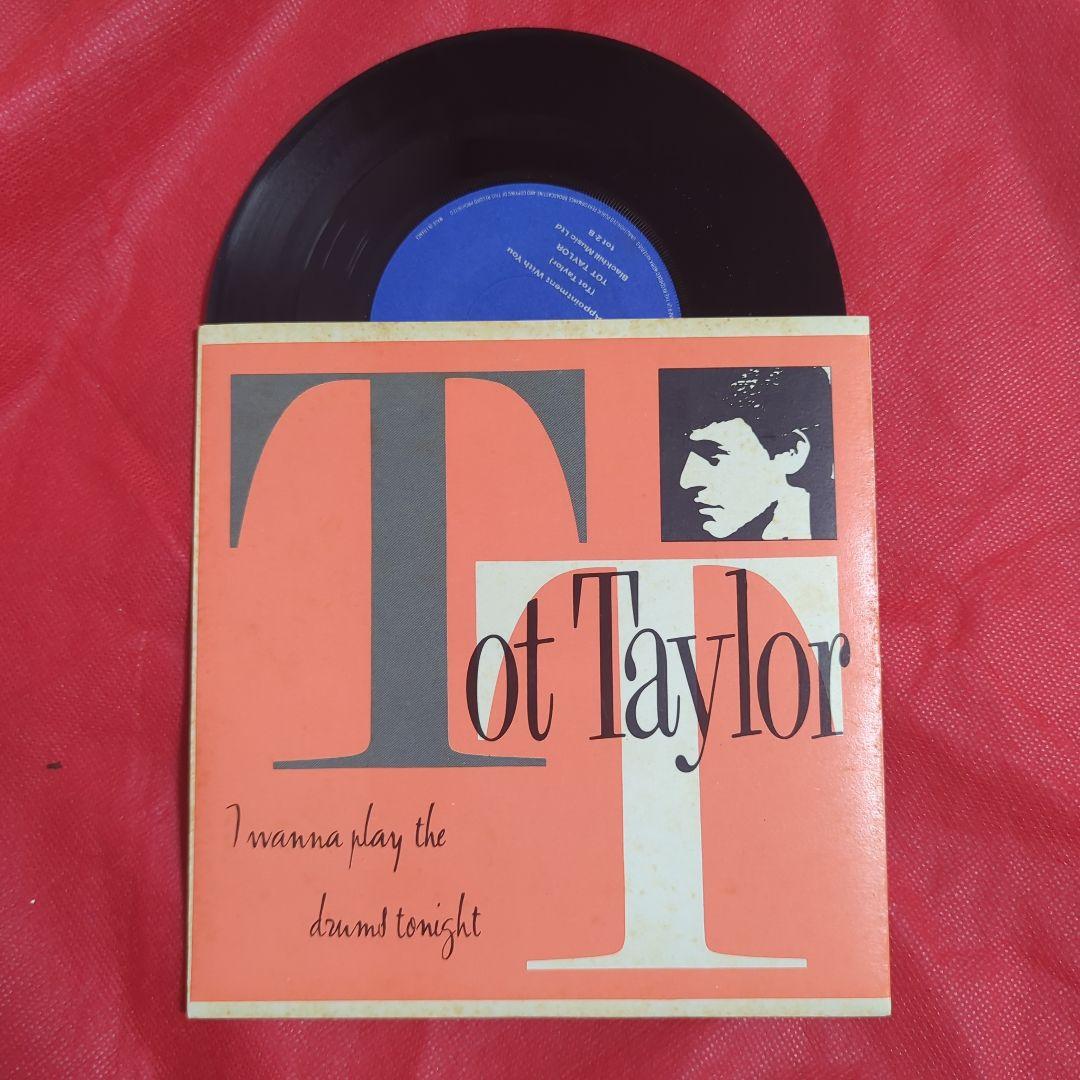 Appointment With You
(Tot Taylor)
TOT TAYLOR
Blackhill Music Ltd
tot 2 B
Tot Taylor
T
I wanna play the
drums tonight